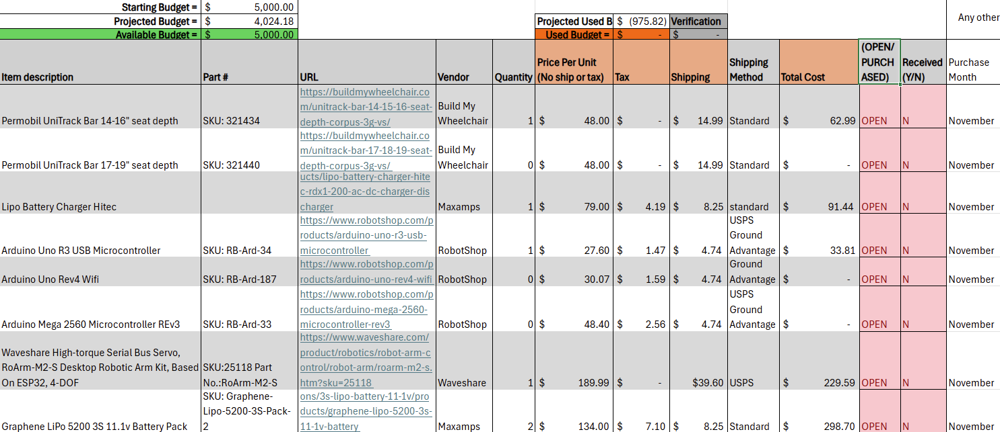 Starting Budget = $ 5,000.00
Projected Budget = $ 4,024.18 Projected Used B $ (975.82) Verification Any other
Available Budget = $ 5,000.00 Used Budget = $ - $ -
Item description Part # URL Vendor Quantity Price Per Unit (No ship or tax) Tax Shipping Shipping Method Total Cost (OPEN/PURCHASED) Received (Y/N) Purchase Month
Permobil UniTrack Bar 14-16" seat depth SKU: 321434 https://buildmywheelchair.com/unitrack-bar-14-15-16-seat-depth-corpus-3g-vs/ Build My Wheelchair 1 $ 48.00 $ - $ 14.99 Standard $ 62.99 OPEN N November
Permobil UniTrack Bar 17-19" seat depth SKU: 321440 https://buildmywheelchair.com/unitrack-bar-17-18-19-seat-depth-corpus-3g-vs/ Build My Wheelchair 0 $ 48.00 $ - $ 14.99 Standard $ - OPEN N November
Lipo Battery Charger Hitec ucts/lipo-battery-charger-hitec-rdx1-200-ac-dc-charger-discharger Maxamps 1 $ 79.00 $ 4.19 $ 8.25 standard $ 91.44 OPEN N November
Arduino Uno R3 USB Microcontroller SKU: RB-Ard-34 https://www.robotshop.com/products/arduino-uno-r3-usb-microcontroller RobotShop 1 $ 27.60 $ 1.47 $ 4.74 USPS Ground Advantage $ 33.81 OPEN N November
Arduino Uno Rev4 Wifi SKU: RB-Ard-187 https://www.robotshop.com/products/arduino-uno-rev4-wifi RobotShop 0 $ 30.07 $ 1.59 $ 4.74 Ground Advantage $ - OPEN N November
Arduino Mega 2560 Microcontroller REv3 SKU: RB-Ard-33 https://www.robotshop.com/products/arduino-mega-2560-microcontroller-rev3 RobotShop 0 $ 48.40 $ 2.56 $ 4.74 USPS Ground Advantage $ - OPEN N November
Waveshare High-torque Serial Bus Servo, RoArm-M2-S Desktop Robotic Arm Kit, Based On ESP32, 4-DOF SKU:25118 Part No.:RoArm-M2-S https://www.waveshare.com/product/robotics/robot-arm-control/robot-arm/roarm-m2-s.htm?sku=25118 Waveshare 1 $ 189.99 $ - $39.60 USPS $ 229.59 OPEN N November
Graphene LiPo 5200 3S 11.1v Battery Pack SKU: Graphene-Lipo-5200-3S-Pack-2 ons/3s-lipo-battery-11-1v/products/graphene-lipo-5200-3s-11-1v-battery Maxamps 2 $ 134.00 $ 7.10 $ 8.25 Standard $ 298.70 OPEN N November